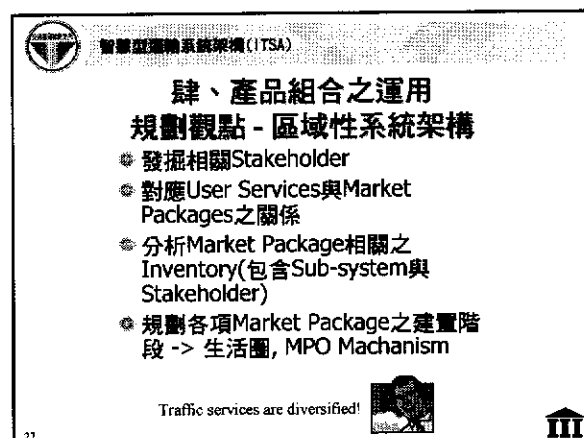 智慧型運輸系統架構(ITSA)
肆、產品組合之運用
規劃觀點 - 區域性系統架構
發掘相關Stakeholder
對應User Services與Market
Packages之關係
分析Market Package相關之
Inventory(包含Sub-system與
Stakeholder)
規劃各項Market Package之建置階
段 -> 生活圈, MPO Machanism
Traffic services are diversified!